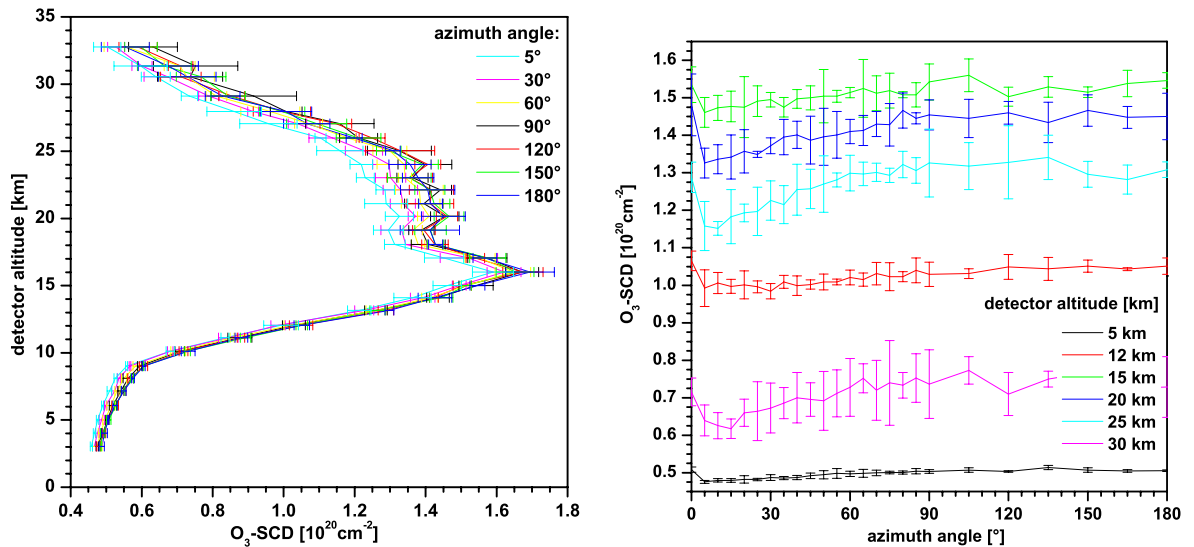 35
30
25
20
15
10
5
0
detector altitude [km]
0.4 0.6 0.8 1.0 1.2 1.4 1.6 1.8
O₃-SCD [10²⁰cm⁻²]
azimuth angle:
5°
30°
60°
90°
120°
150°
180°
1.6
1.5
1.4
1.3
1.2
1.1
1.0
0.9
0.8
0.7
0.6
0.5
O₃-SCD [10²⁰cm⁻²]
0 30 60 90 120 150 180
azimuth angle [°]
detector altitude [km]
5 km
12 km
15 km
20 km
25 km
30 km